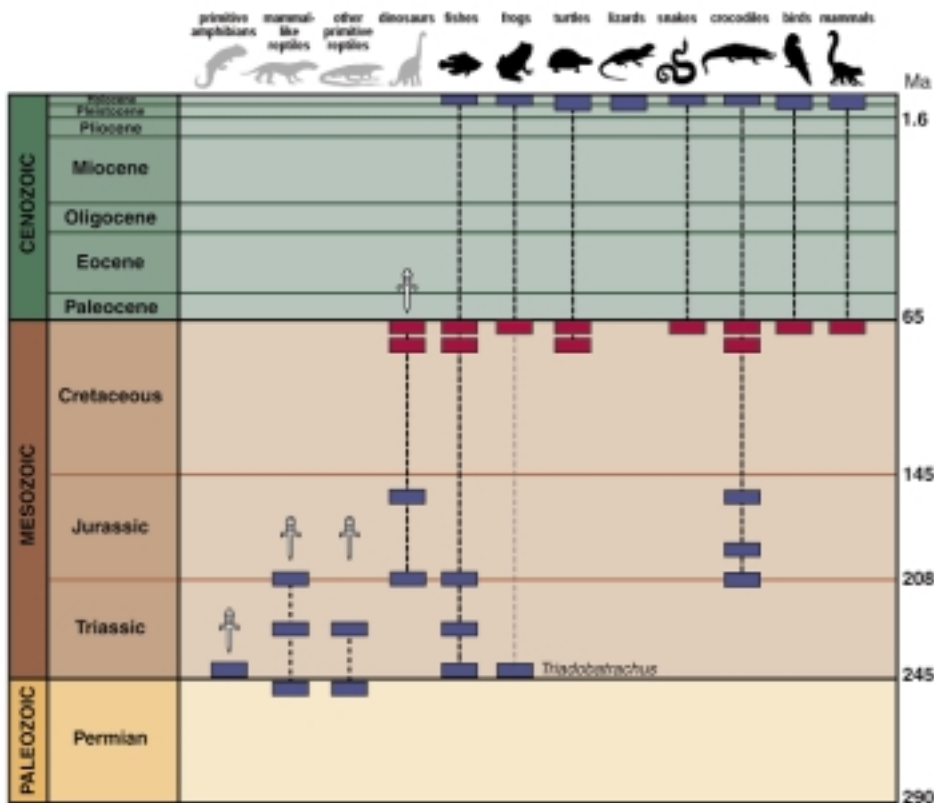 primitive
amphibians
mammal-
like
reptiles
other
primitive
reptiles
dinosaurs
fishes
frogs
turtles
lizards
snakes
crocodiles
birds
mammals
Ma
CENOZOIC
Holocene
Pleistocene
1.6
Pliocene
Miocene
Oligocene
Eocene
Paleocene
65
MESOZOIC
Cretaceous
145
Jurassic
208
Triassic
Triadobatrachus
245
PALEOZOIC
Permian
290